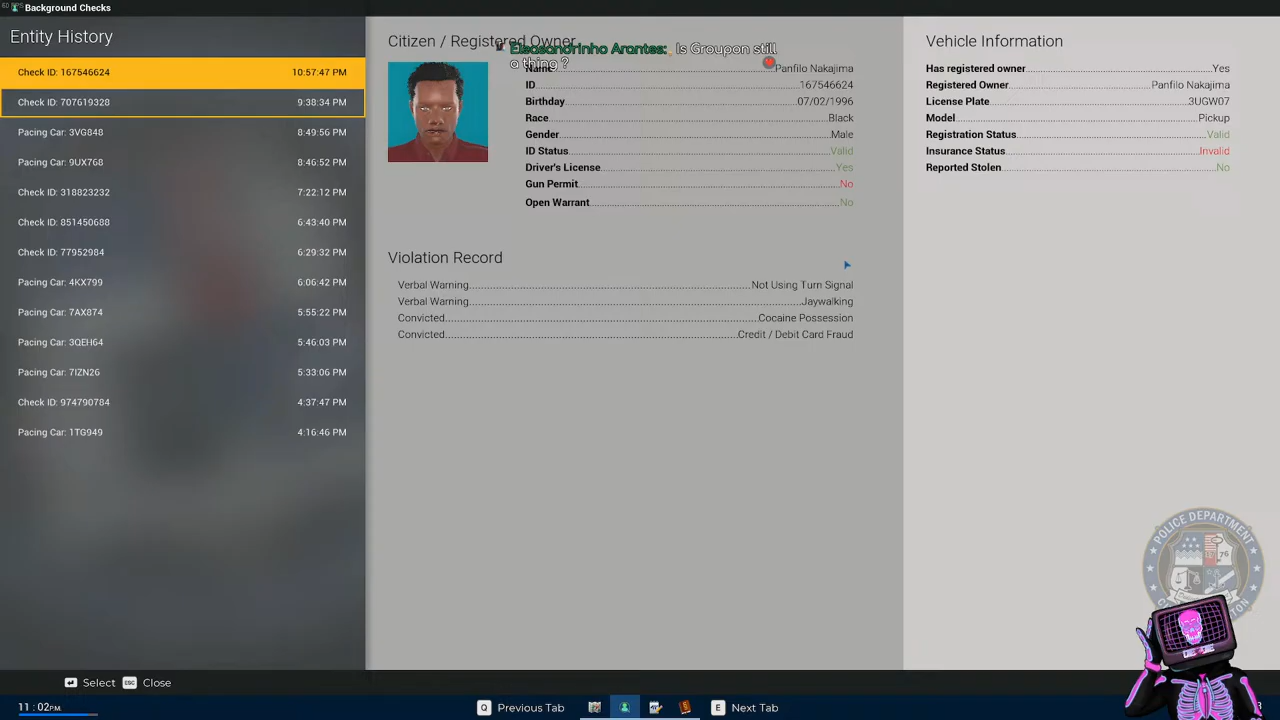 60 FPS
Background Checks
Entity History
Check ID: 167546624 10:57:47 PM
Check ID: 707619328 9:38:34 PM
Pacing Car: 3VG848 8:49:56 PM
Pacing Car: 9UX768 8:46:52 PM
Check ID: 318823232 7:22:12 PM
Check ID: 851450688 6:43:40 PM
Check ID: 77952984 6:29:32 PM
Pacing Car: 4KX799 6:06:42 PM
Pacing Car: 7AX874 5:55:22 PM
Pacing Car: 3QEH64 5:46:03 PM
Pacing Car: 7IZN26 5:33:06 PM
Check ID: 974790784 4:37:47 PM
Pacing Car: 1TG949 4:16:46 PM
Citizen / Registered Owner
Eleasandrinho Arantes: Is Groupon still
a thing ?
Name Panfilo Nakajima
ID 167546624
Birthday 07/02/1996
Race Black
Gender Male
ID Status Valid
Driver's License Yes
Gun Permit No
Open Warrant No
Violation Record
Verbal Warning Not Using Turn Signal
Verbal Warning Jaywalking
Convicted Cocaine Possession
Convicted Credit / Debit Card Fraud
Vehicle Information
Has registered owner Yes
Registered Owner Panfilo Nakajima
License Plate 3UGW07
Model Pickup
Registration Status Valid
Insurance Status Invalid
Reported Stolen No
POLICE DEPARTMENT
Select ESC Close
11 : 02PM.
Q Previous Tab E Next Tab